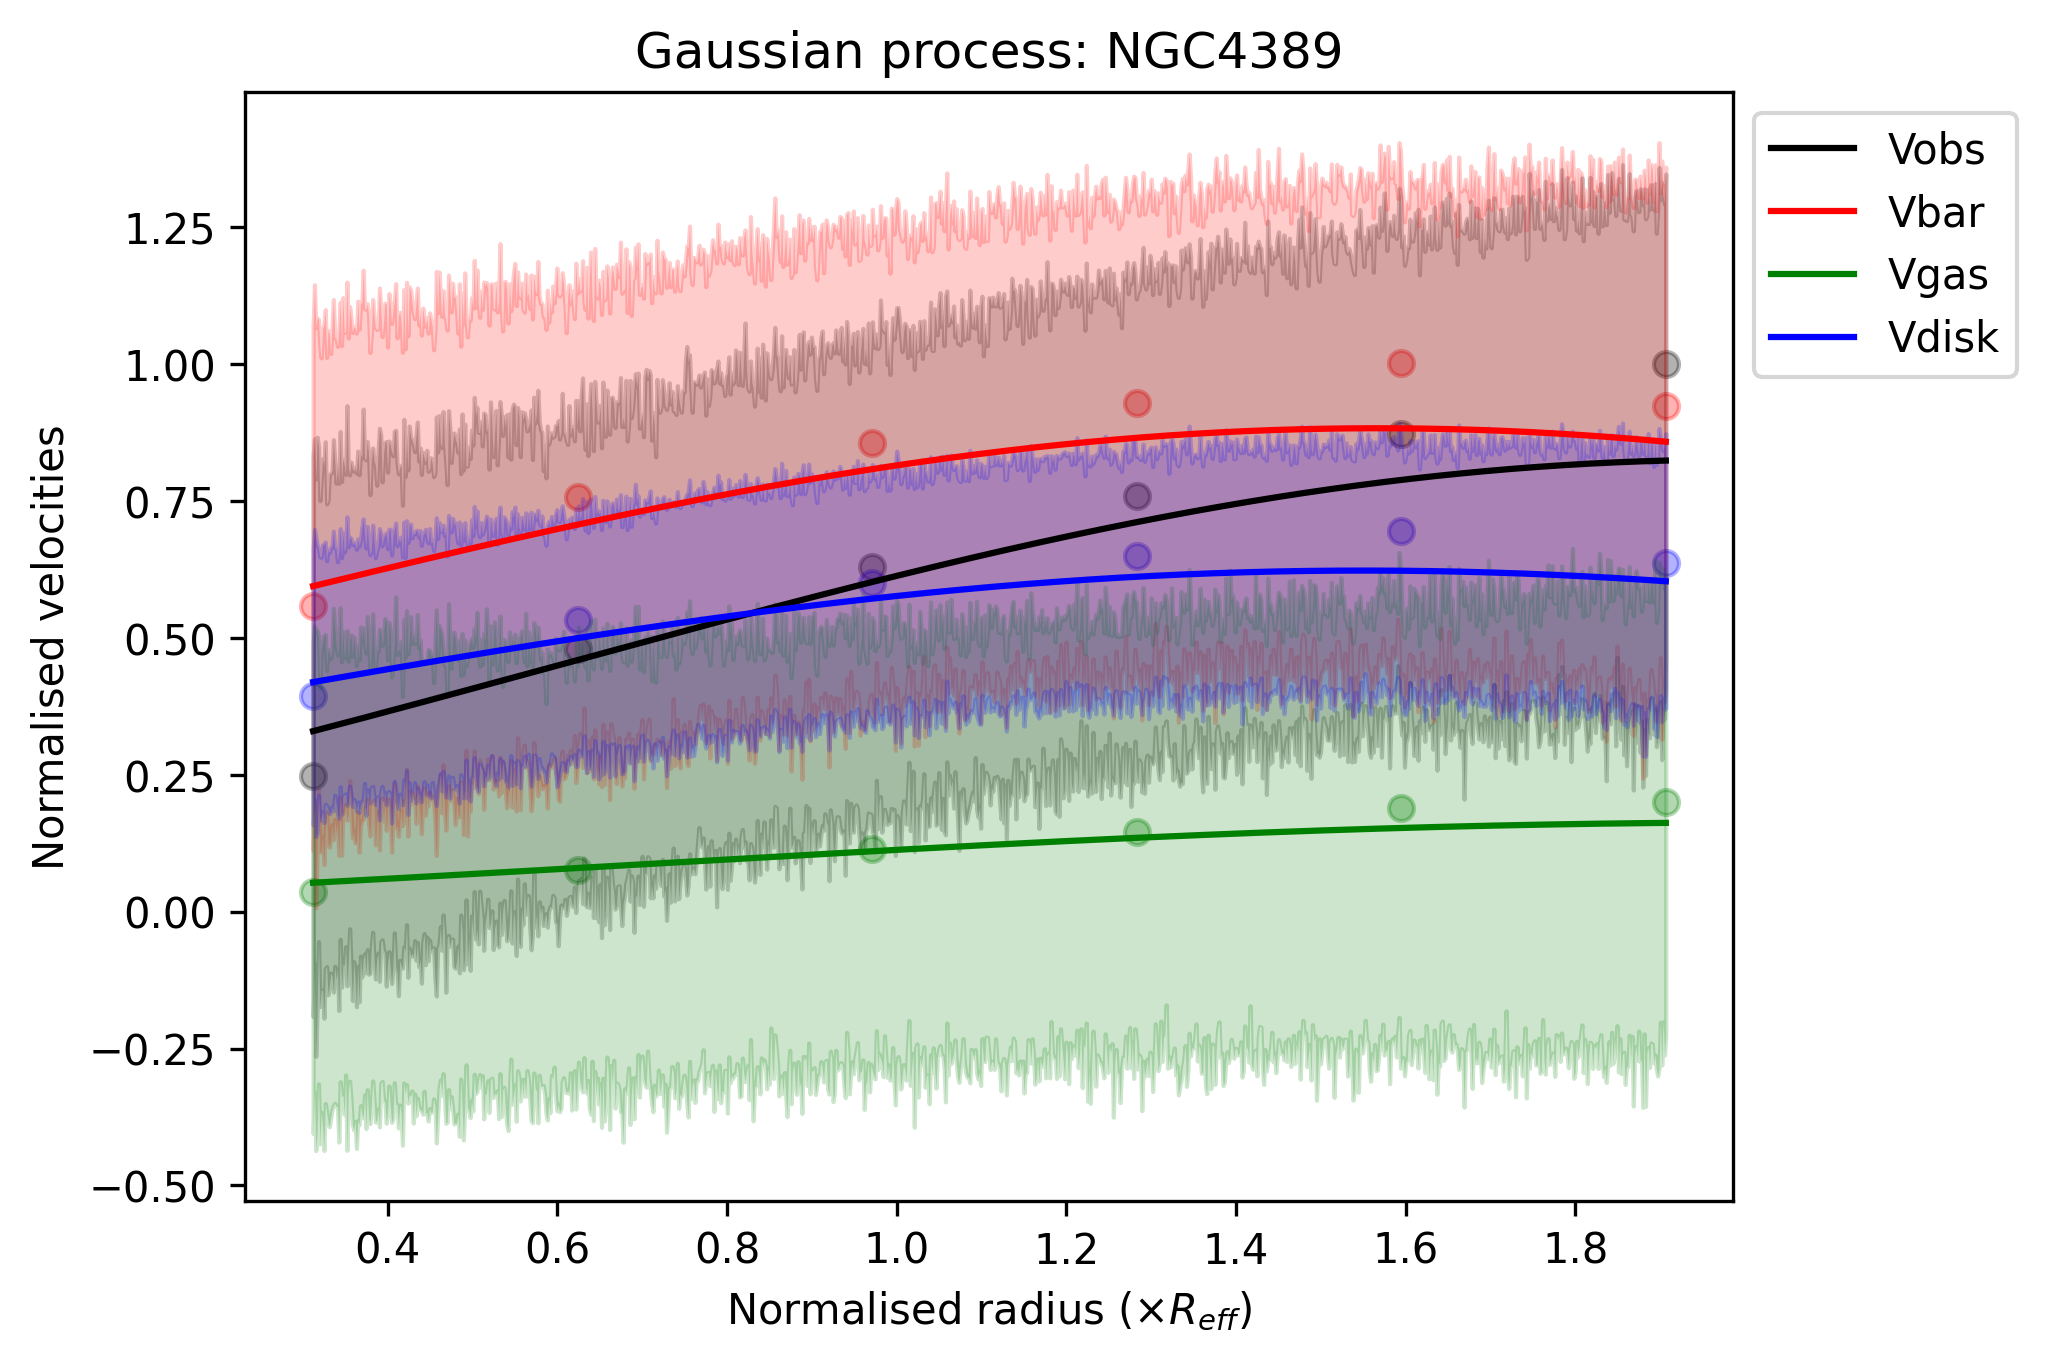 Gaussian process: NGC4389
Vobs
Vbar
Vgas
Vdisk
1.25
1.00
0.75
0.50
0.25
0.00
−0.25
−0.50
Normalised velocities
0.4 0.6 0.8 1.0 1.2 1.4 1.6 1.8
Normalised radius (×R_eff)